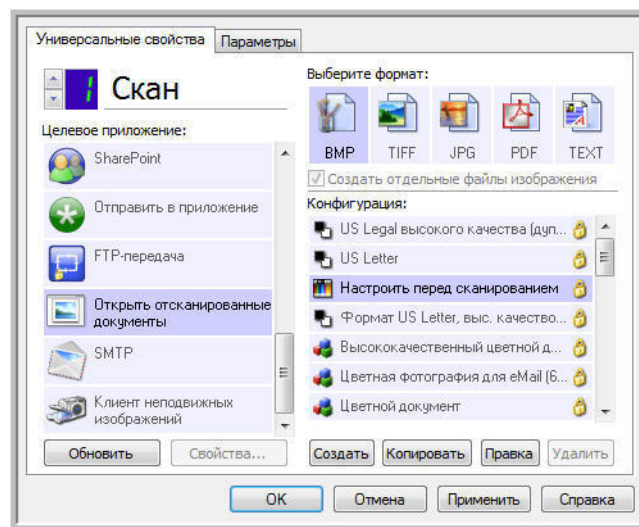 Универсальные свойства
Параметры
1
Скан
Целевое приложение:
SharePoint
Отправить в приложение
FTP-передача
Открыть отсканированные
документы
SMTP
Клиент неподвижных
изображений
Обновить
Свойства...
Выберите формат:
BMP
TIFF
JPG
PDF
TEXT
Создать отдельные файлы изображения
Конфигурация:
US Legal высокого качества (дуп...
US Letter
Настроить перед сканированием
Формат US Letter, выс. качество...
Высококачественный цветной д...
Цветная фотография для eMail (6...
Цветной документ
Создать
Копировать
Правка
Удалить
ОК
Отмена
Применить
Справка